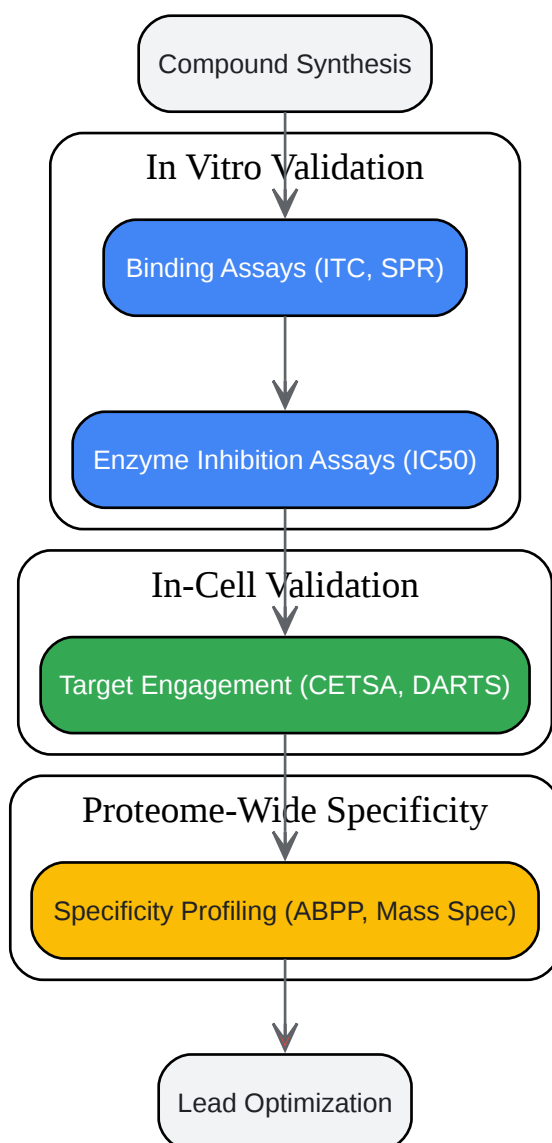 Compound Synthesis
In Vitro Validation
Binding Assays (ITC, SPR)
Enzyme Inhibition Assays (IC50)
In-Cell Validation
Target Engagement (CETSA, DARTS)
Proteome-Wide Specificity
Specificity Profiling (ABPP, Mass Spec)
Lead Optimization